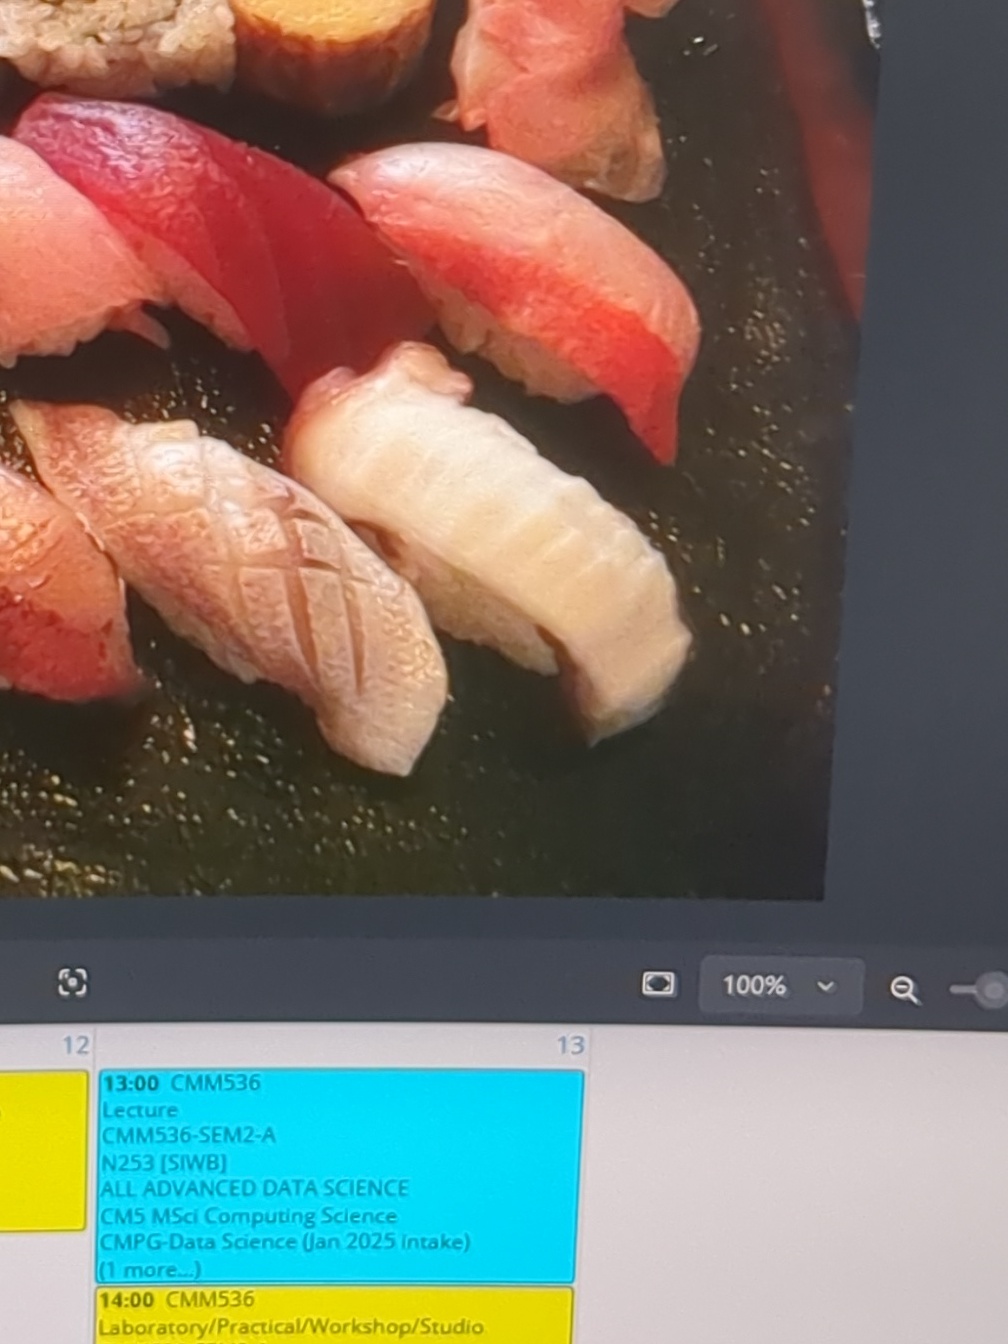 100%
12
13
13:00 CMM536
Lecture
CMM536-SEM2-A
N253 [SIWB]
ALL ADVANCED DATA SCIENCE
CM5 MSci Computing Science
CMPG-Data Science (Jan 2025 intake)
(1 more...)
14:00 CMM536
Laboratory/Practical/Workshop/Studio